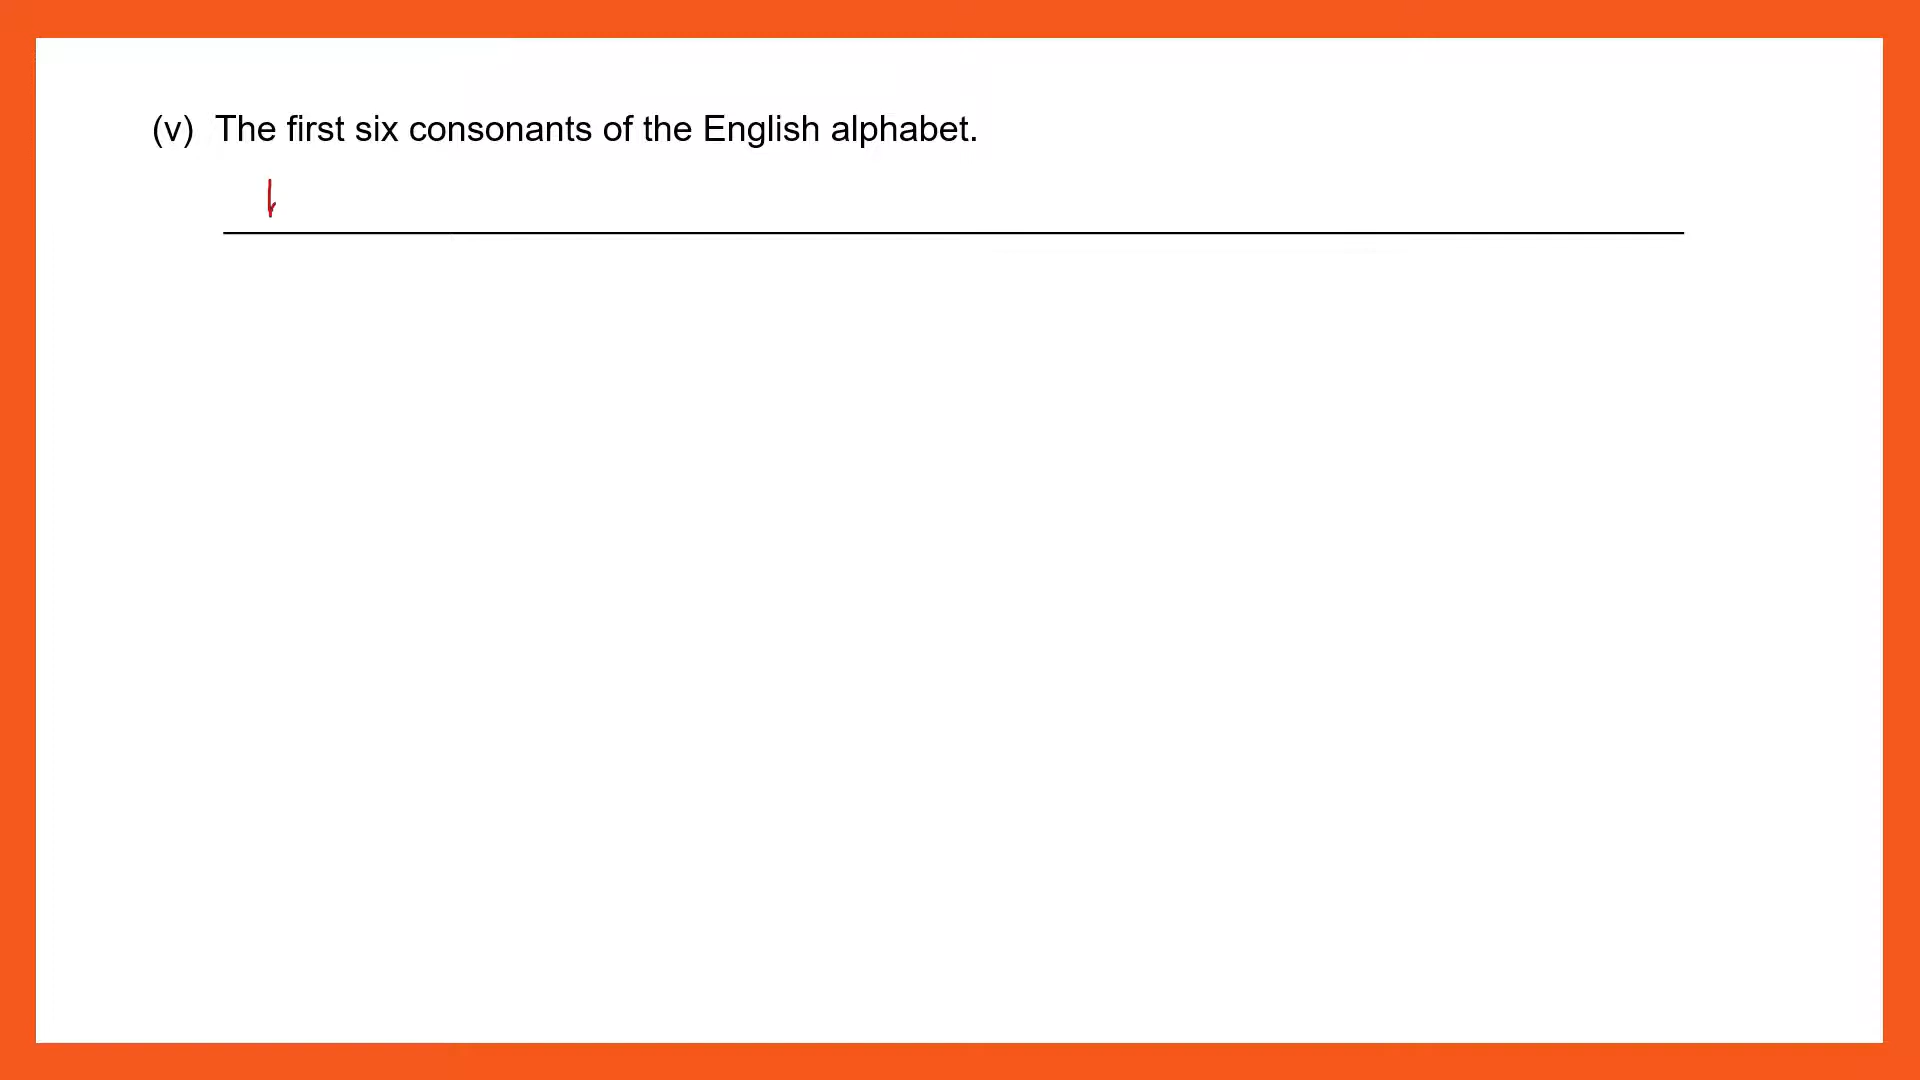 (v) The first six consonants of the English alphabet.